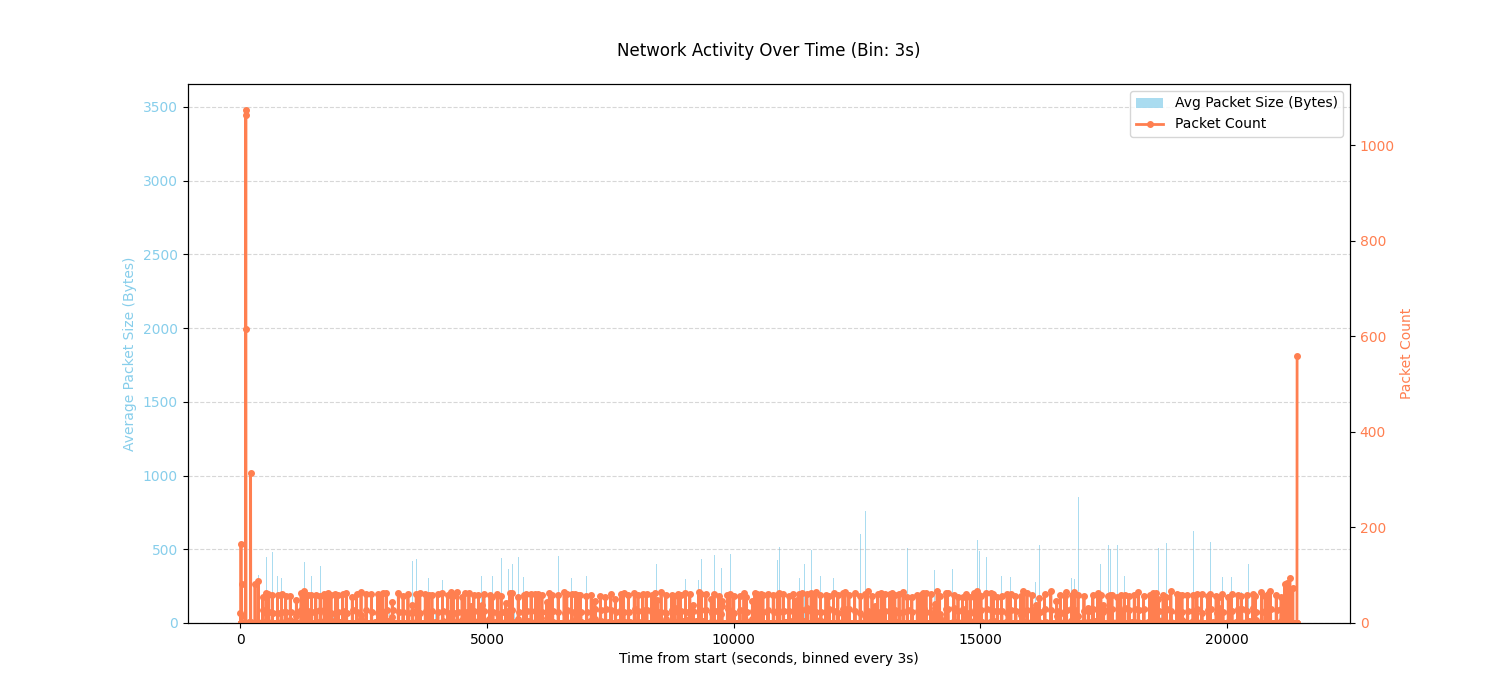 Network Activity Over Time (Bin: 3s)
Avg Packet Size (Bytes)
Packet Count
Average Packet Size (Bytes)
3500
3000
2500
2000
1500
1000
500
0
1000
800
600
400
200
0
Packet Count
0 5000 10000 15000 20000
Time from start (seconds, binned every 3s)